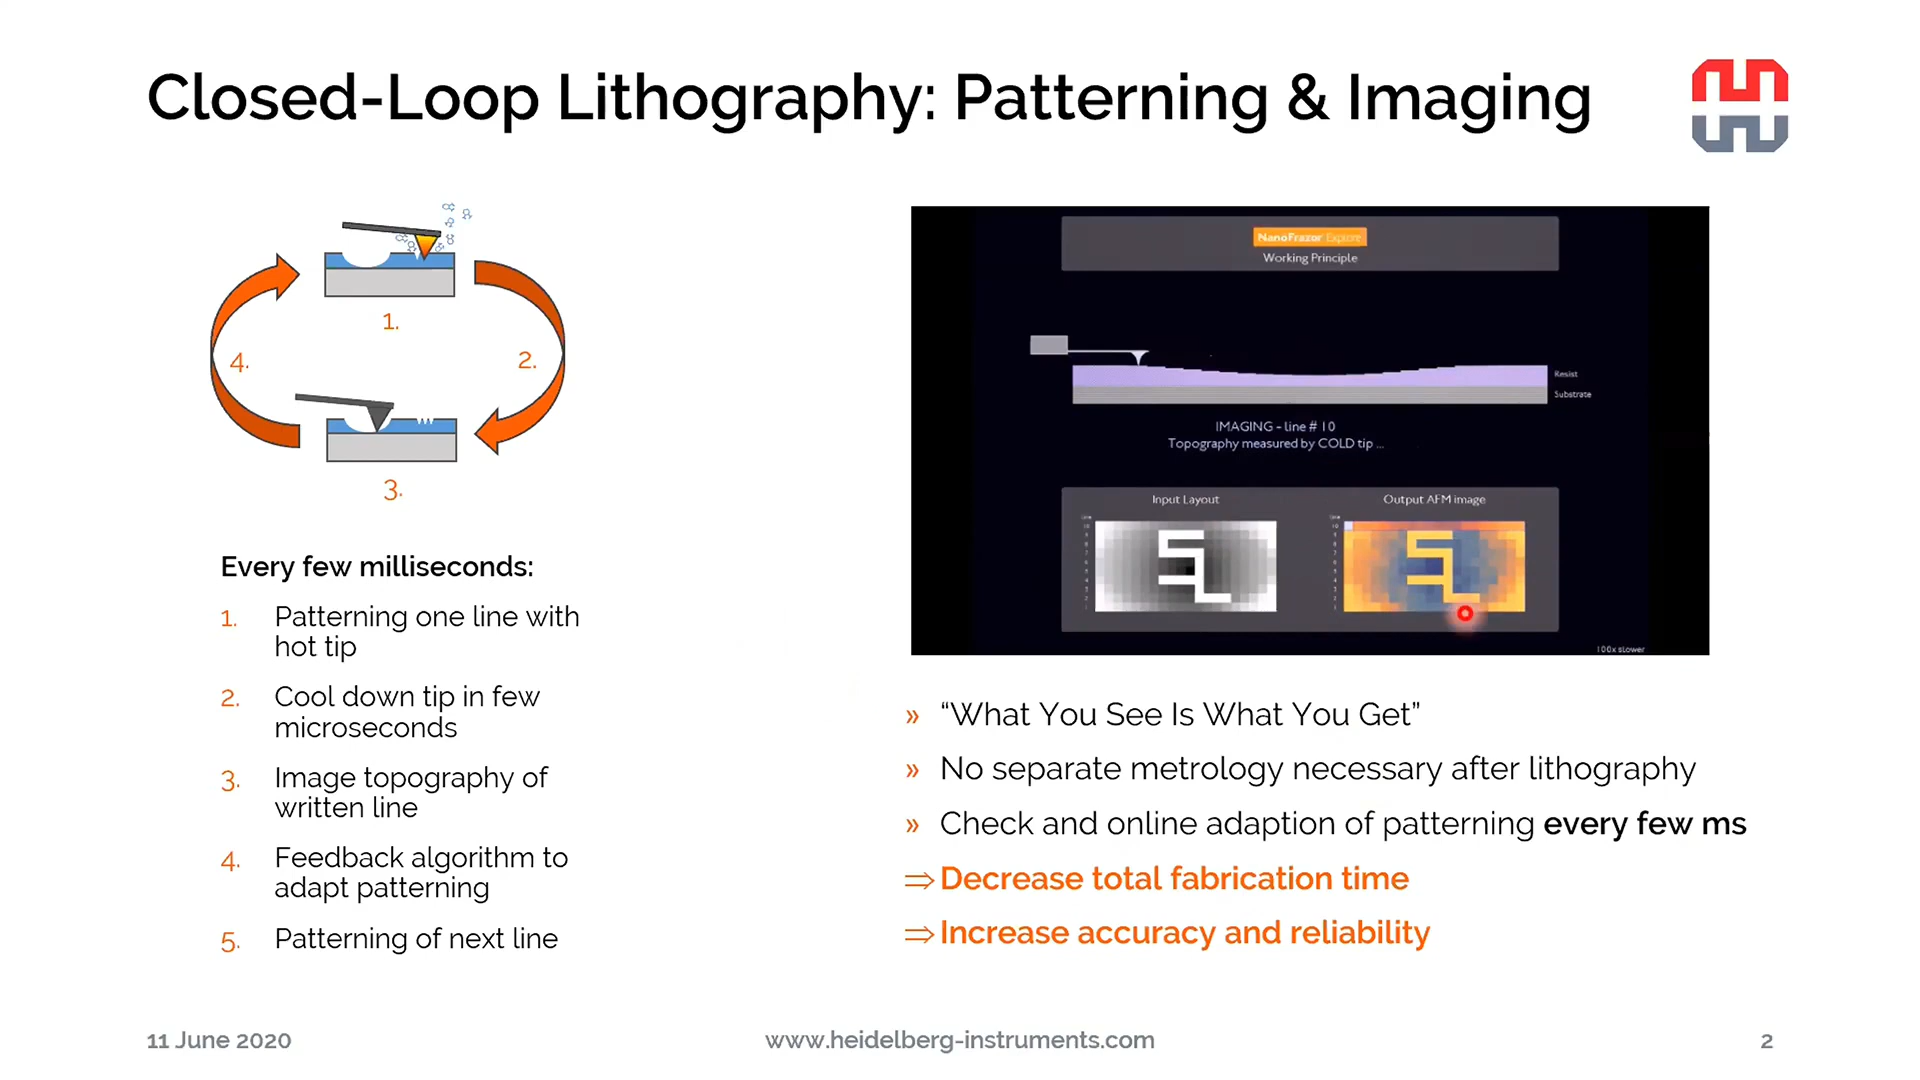 Closed-Loop Lithography: Patterning & Imaging
1.
2.
3.
4.
Every few milliseconds:
1. Patterning one line with
hot tip
2. Cool down tip in few
microseconds
3. Image topography of
written line
4. Feedback algorithm to
adapt patterning
5. Patterning of next line
NanoFrazor Explore
Working Principle
Resist
Substrate
IMAGING - line # 10
Topography measured by COLD tip ...
Input Layout
Output AFM image
SL
SL
100x slower
» “What You See Is What You Get”
» No separate metrology necessary after lithography
» Check and online adaption of patterning every few ms
⇒ Decrease total fabrication time
⇒ Increase accuracy and reliability
11 June 2020
www.heidelberg-instruments.com
2